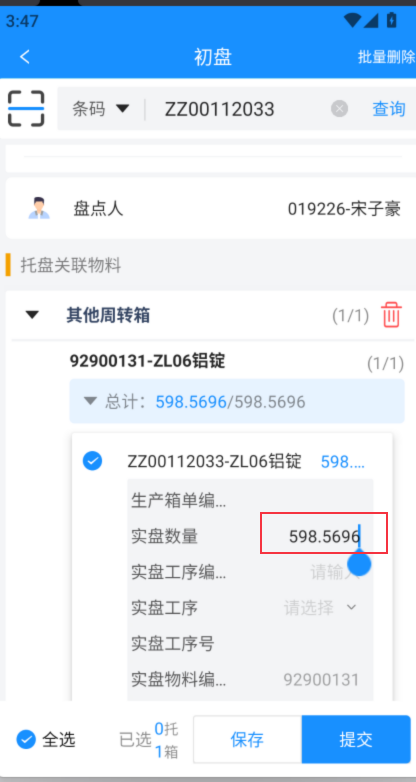 3:47
初盘 批量删除
条码 ZZ00112033 查询
盘点人 019226-宋子豪
托盘关联物料
其他周转箱 (1/1)
92900131-ZL06铝锭 (1/1)
总计: 598.5696/598.5696
ZZ00112033-ZL06铝锭 598....
生产箱单编...
实盘数量 598.5696
实盘工序编... 请输入
实盘工序 请选择
实盘工序号
实盘物料编... 92900131
全选 已选 0托 1箱 保存 提交